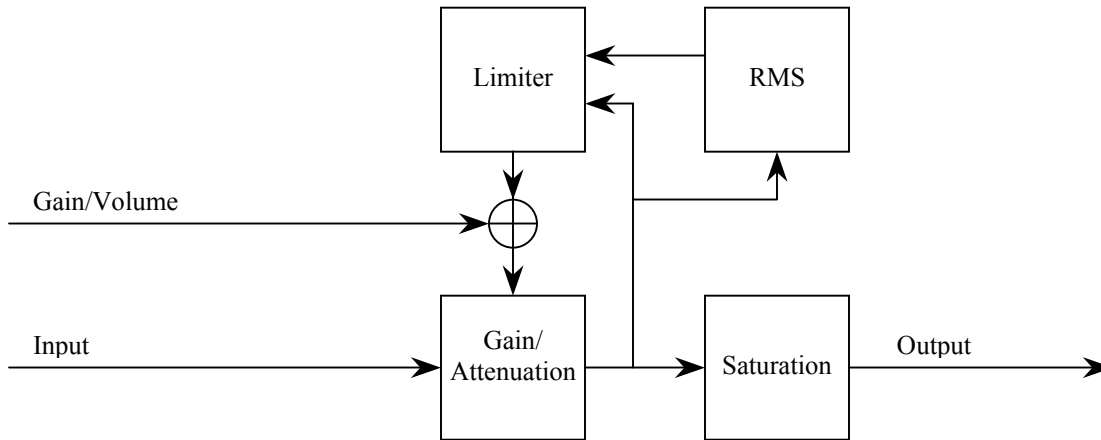 Limiter
RMS
Gain/Volume
Input
Gain/
Attenuation
Saturation
Output